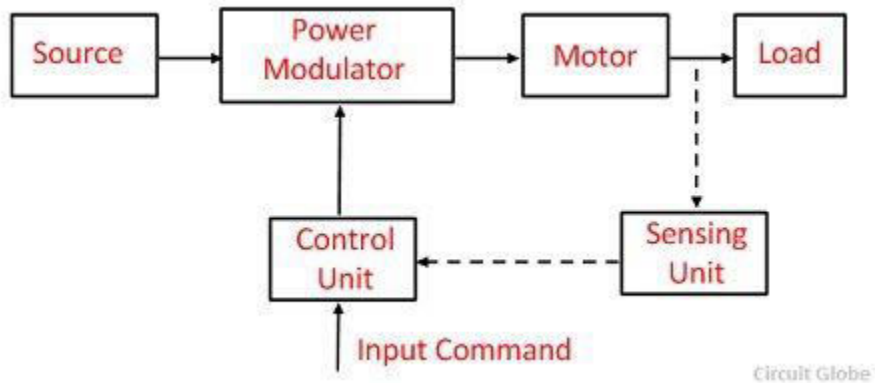 Source
Power
Modulator
Motor
Load
Control
Unit
Sensing
Unit
Input Command
Circuit Globe